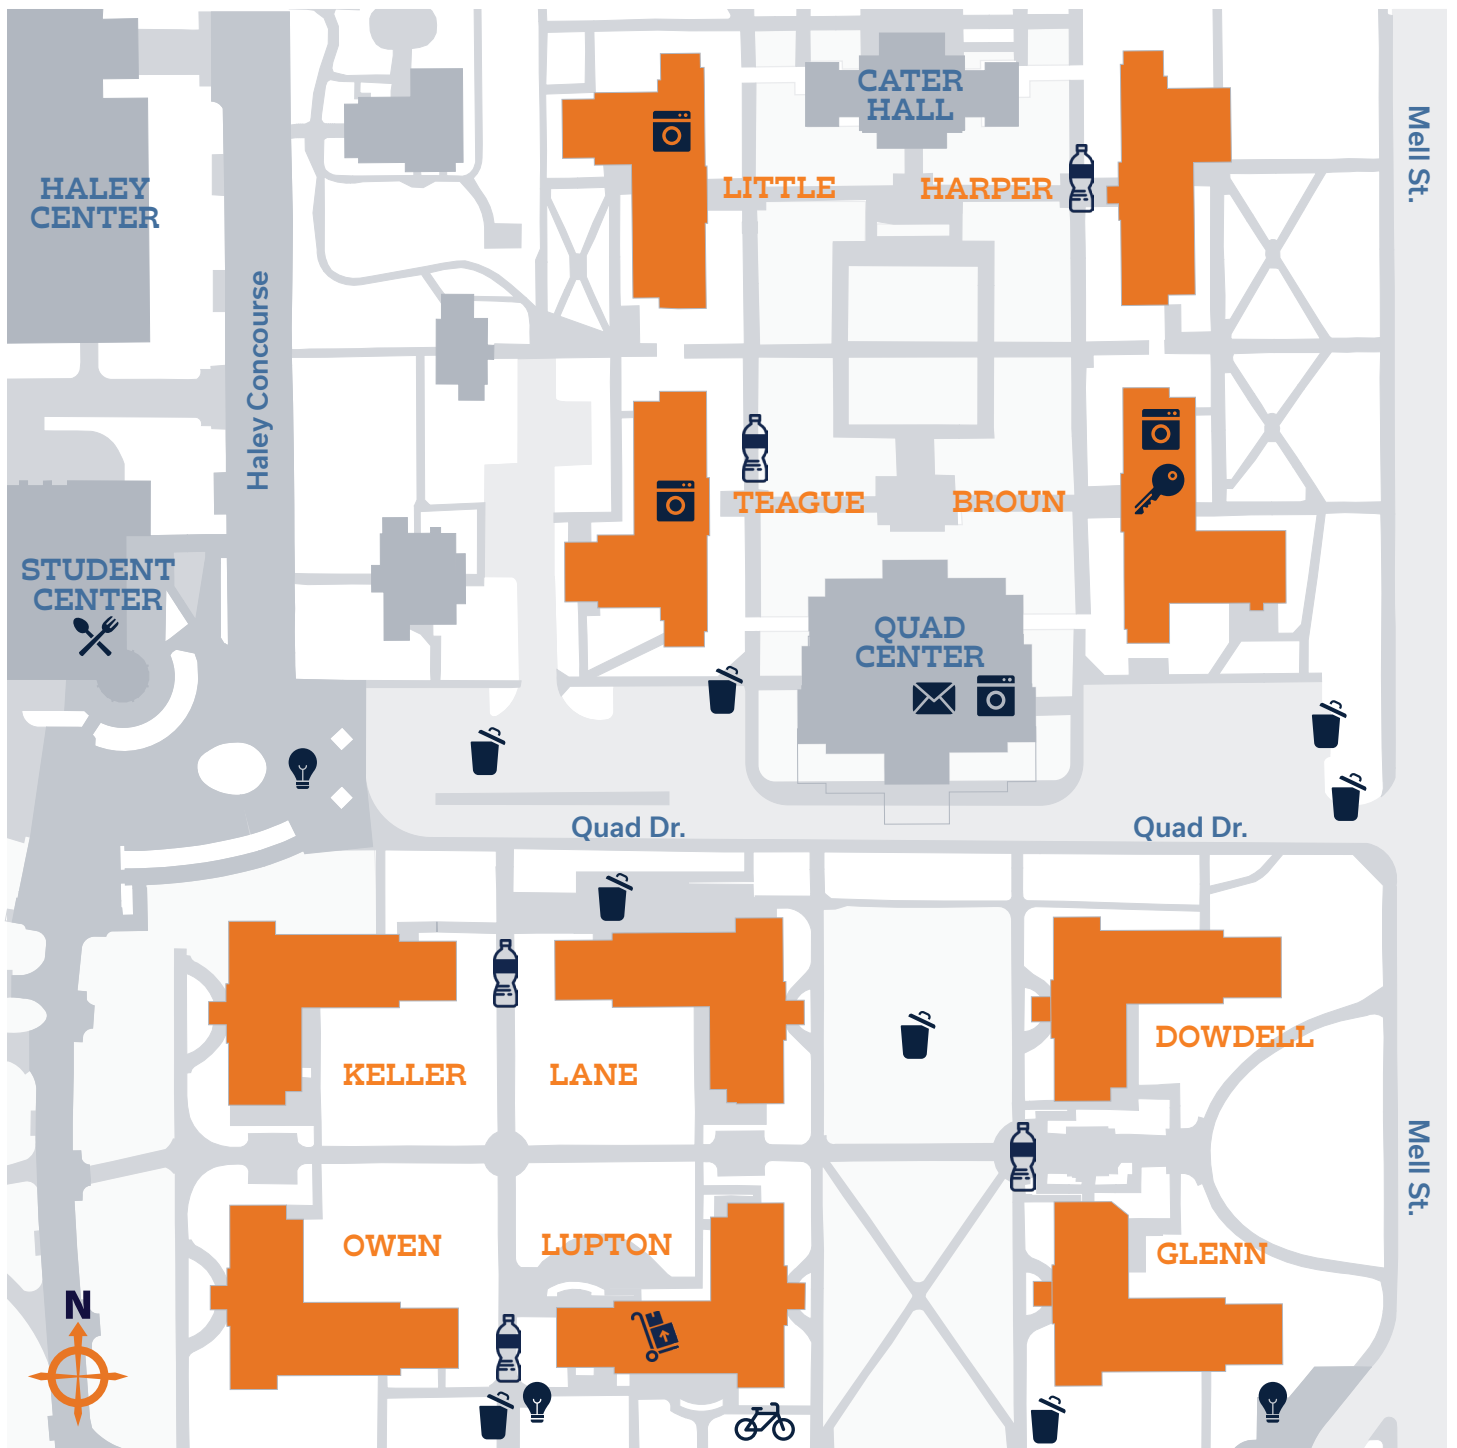 CATER
HALL
Mell St.
HALEY
CENTER
LITTLE
HARPER
Haley Concourse
TEAGUE
BROUN
STUDENT
CENTER
QUAD
CENTER
Quad Dr.
Quad Dr.
DOWDELL
KELLER
LANE
Mell St.
OWEN
LUPTON
GLENN
N